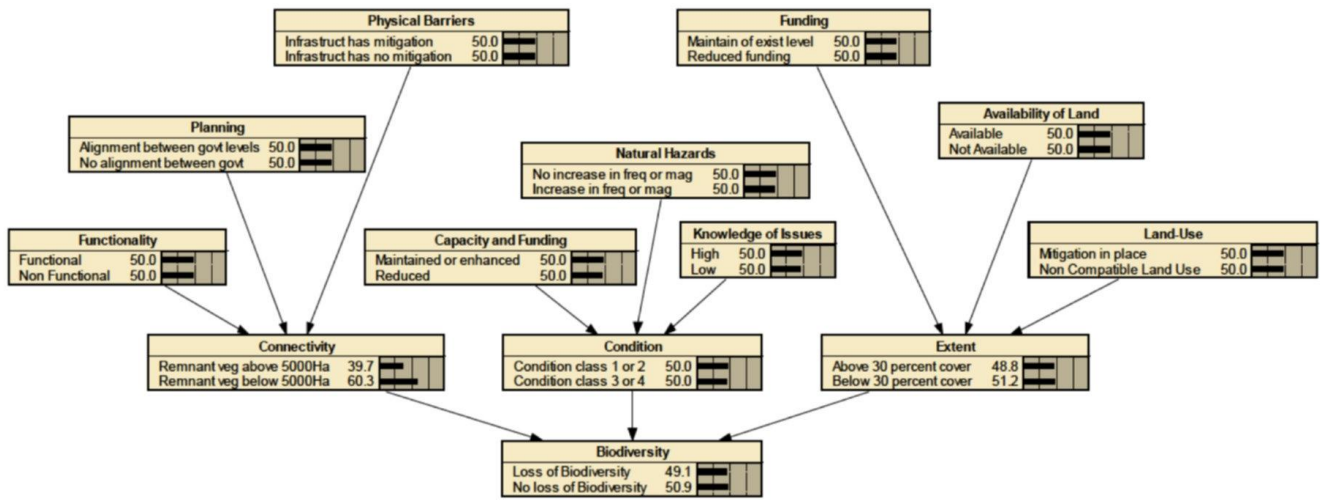 Physical Barriers
Infrastruct has mitigation 50.0
Infrastruct has no mitigation 50.0
Funding
Maintain of exist level 50.0
Reduced funding 50.0
Planning
Alignment between govt levels 50.0
No alignment between govt 50.0
Availability of Land
Available 50.0
Not Available 50.0
Natural Hazards
No increase in freq or mag 50.0
Increase in freq or mag 50.0
Functionality
Functional 50.0
Non Functional 50.0
Capacity and Funding
Maintained or enhanced 50.0
Reduced 50.0
Knowledge of Issues
High 50.0
Low 50.0
Land-Use
Mitigation in place 50.0
Non Compatible Land Use 50.0
Connectivity
Remnant veg above 5000Ha 39.7
Remnant veg below 5000Ha 60.3
Condition
Condition class 1 or 2 50.0
Condition class 3 or 4 50.0
Extent
Above 30 percent cover 48.8
Below 30 percent cover 51.2
Biodiversity
Loss of Biodiversity 49.1
No loss of Biodiversity 50.9